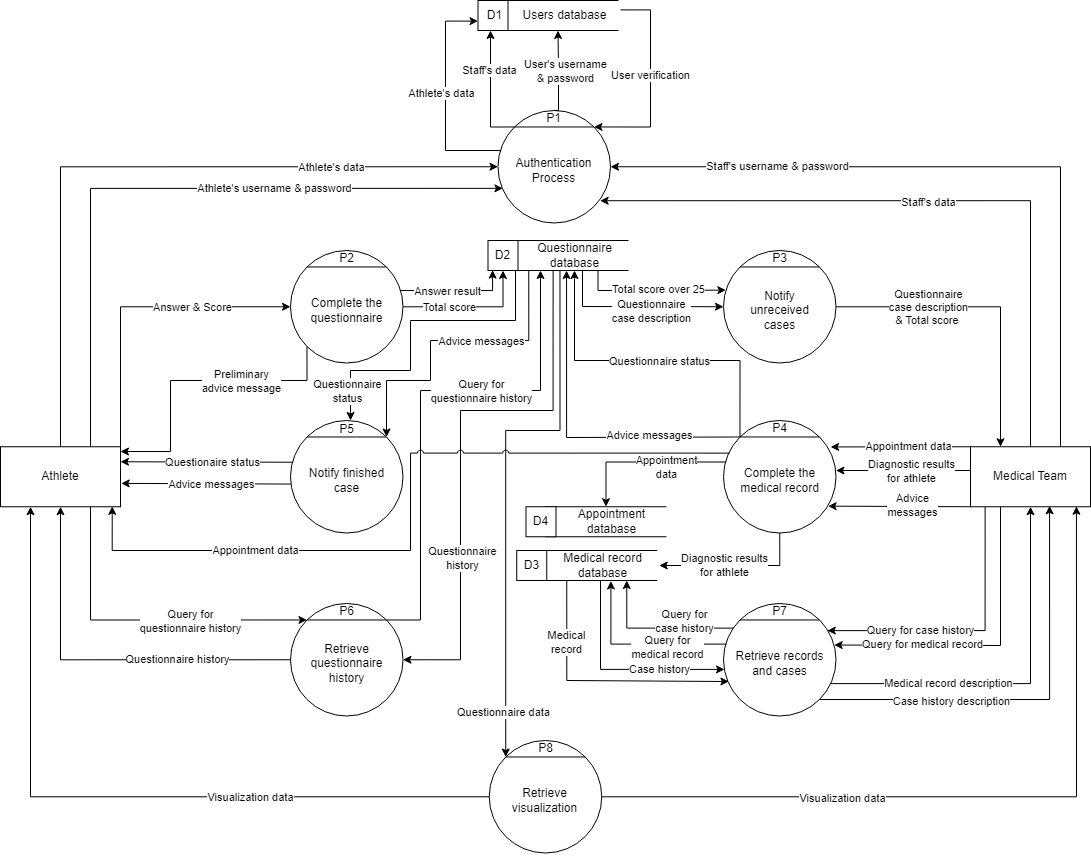 D1
Users database
Staff's data
User's username
& password
User verification
Athlete's data
P1
Authentication
Process
Athlete's data
Staff's username & password
Athlete's username & password
Staff's data
D2
Questionnaire
database
P2
Complete the
questionnaire
Answer result
Total score
Answer & Score
Total score over 25
Questionnaire
case description
P3
Notify
unreceived
cases
Questionnaire
case description
& Total score
Advice messages
Preliminary
advice message
Questionnaire
status
Query for
questionnaire history
Questionnaire status
P5
Notify finished
case
Advice messages
P4
Complete the
medical record
Appointment data
Diagnostic results
for athlete
Advice
messages
Athlete
Questionaire status
Advice messages
Appointment
data
Medical Team
D4
Appointment
database
Appointment data
Questionnaire
history
D3
Medical record
database
Diagnostic results
for athlete
Query for
questionnaire history
P6
Retrieve
questionnaire
history
Questionnaire history
Medical
record
Query for
case history
Query for
medical record
Case history
P7
Retrieve records
and cases
Query for case history
Query for medical record
Medical record description
Case history description
Questionnaire data
P8
Retrieve
visualization
Visualization data
Visualization data